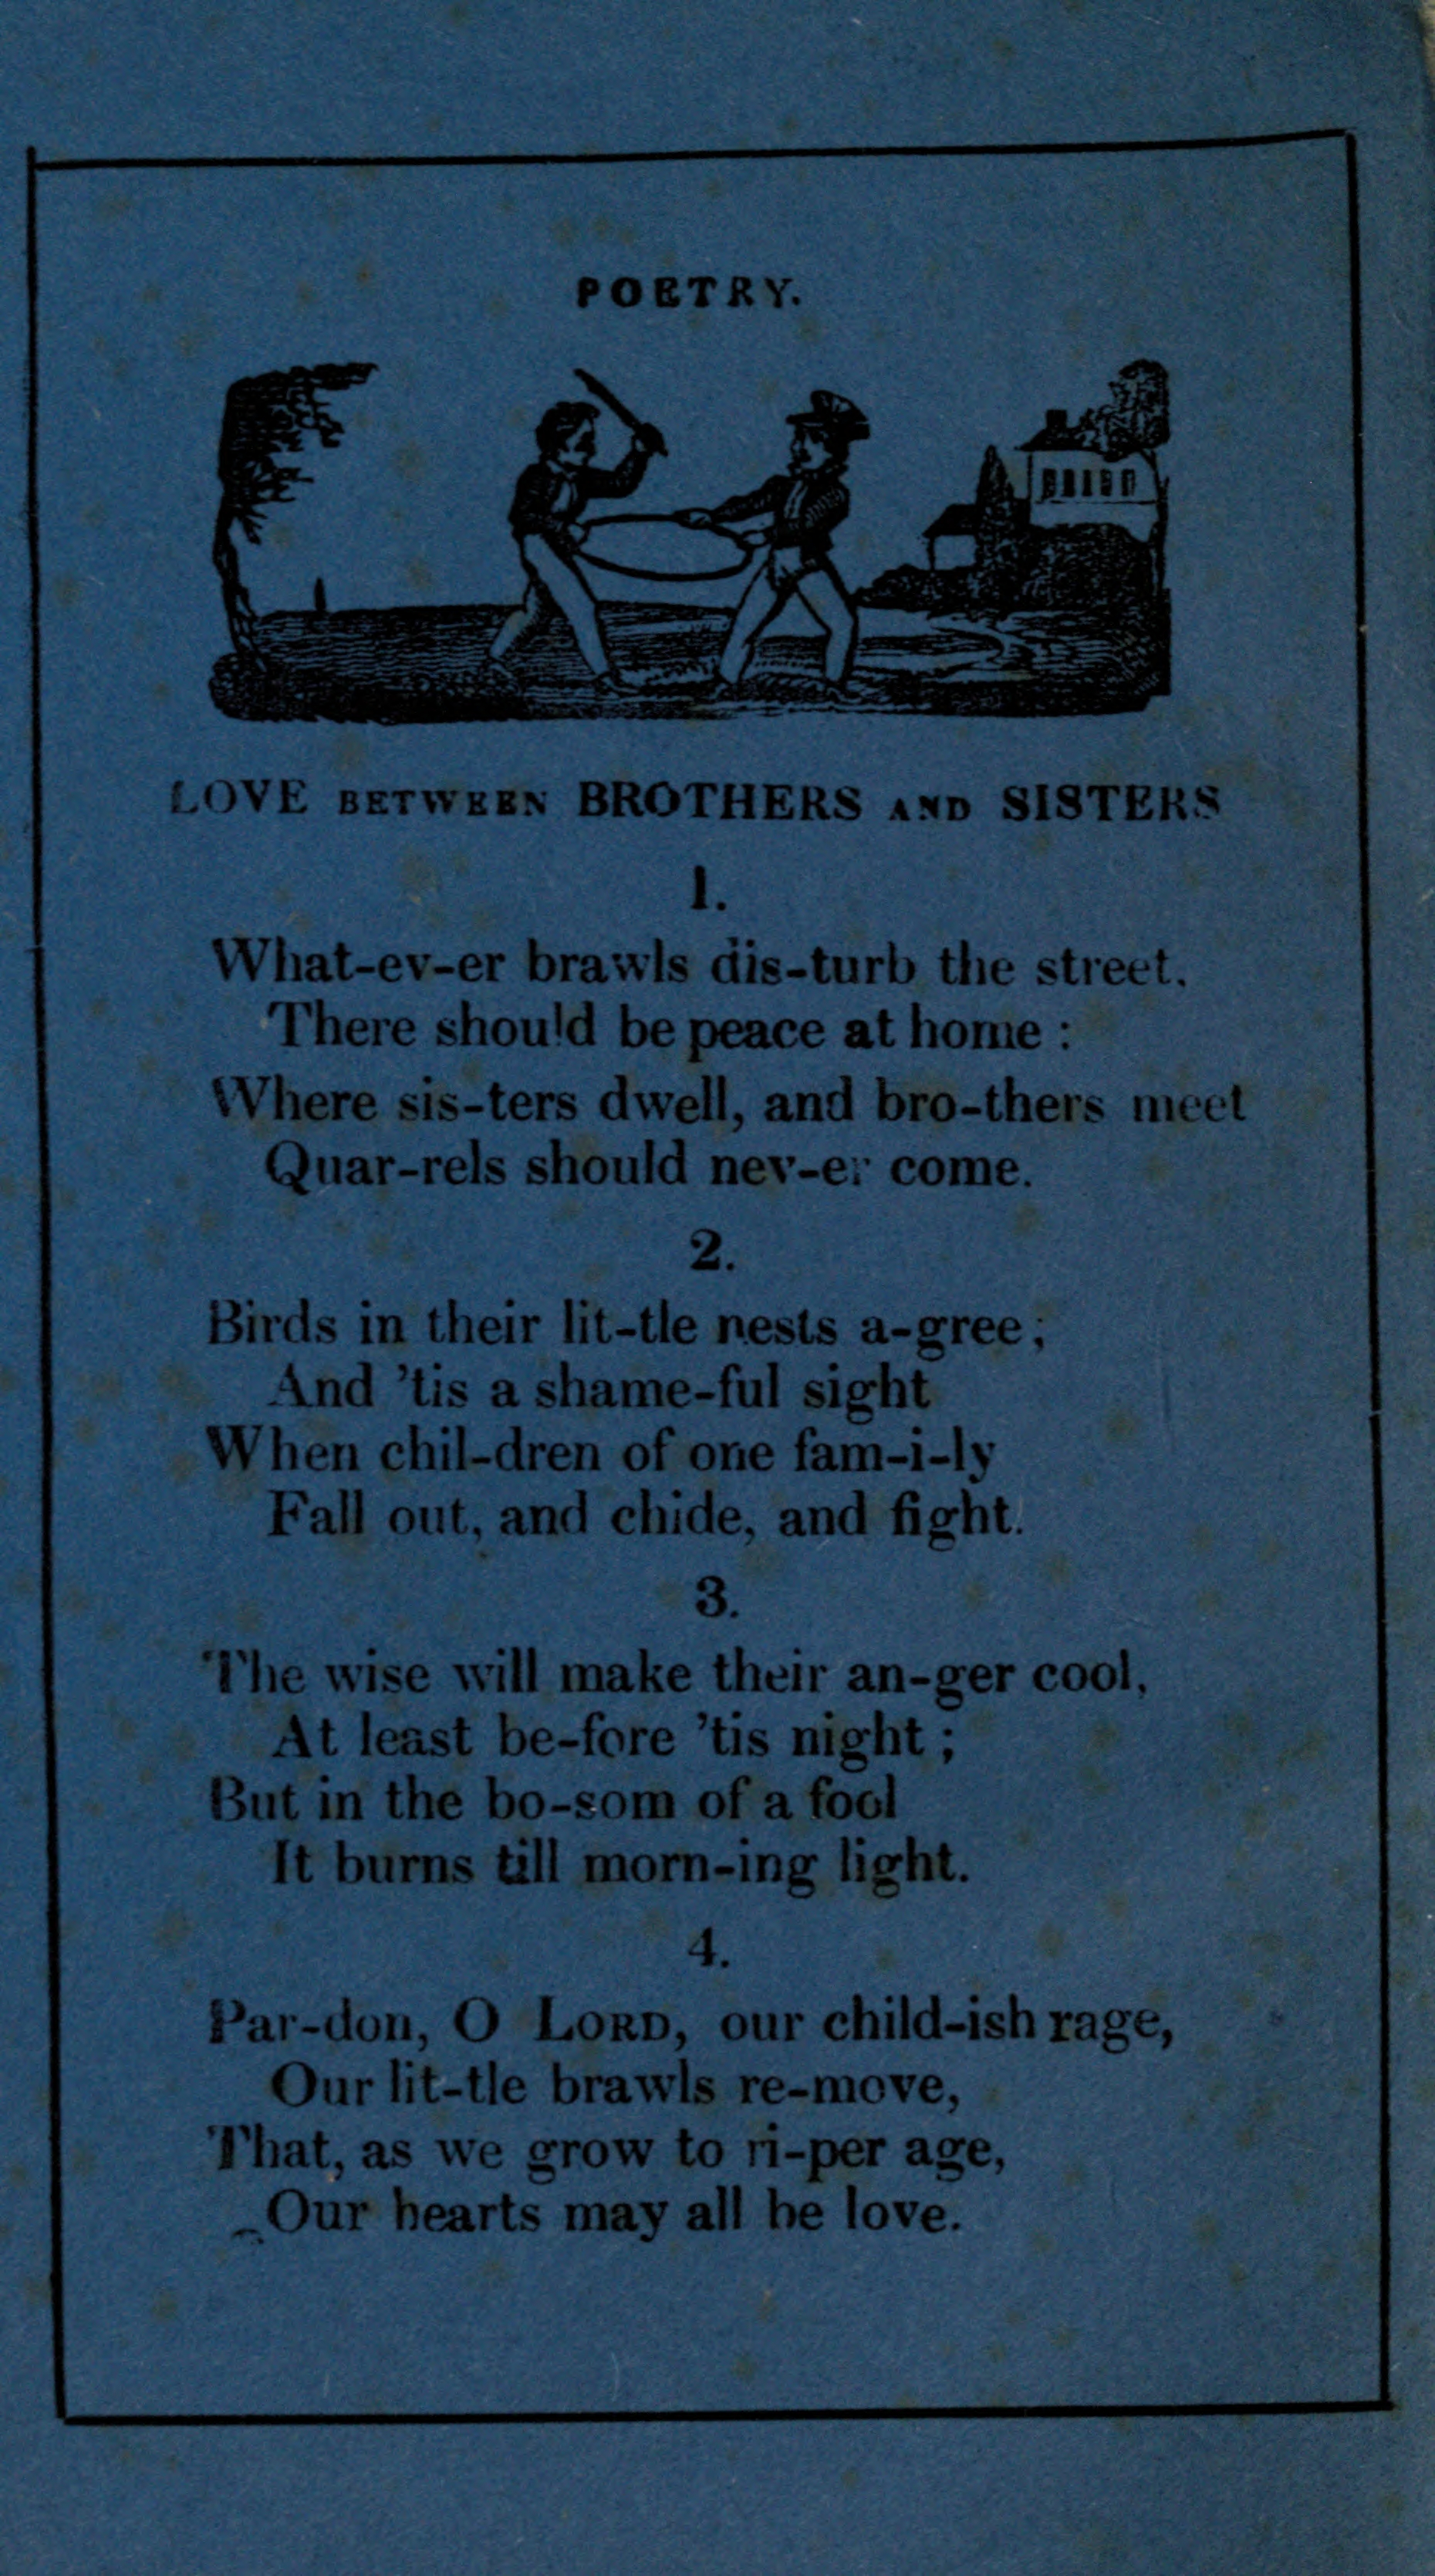 POETRY.
LOVE BETWEEN BROTHERS AND SISTERS
1.
What-ev-er brawls dis-turb the street,
There should be peace at home :
Where sis-ters dwell, and bro-thers meet
Quar-rels should nev-er come.
2.
Birds in their lit-tle nests a-gree;
And 'tis a shame-ful sight
When chil-dren of one fam-i-ly
Fall out, and chide, and fight.
3.
The wise will make their an-ger cool,
At least be-fore 'tis night ;
But in the bo-som of a fool
It burns till morn-ing light.
4.
Par-don, O LORD, our child-ish rage,
Our lit-tle brawls re-move,
That, as we grow to ri-per age,
Our hearts may all be love.